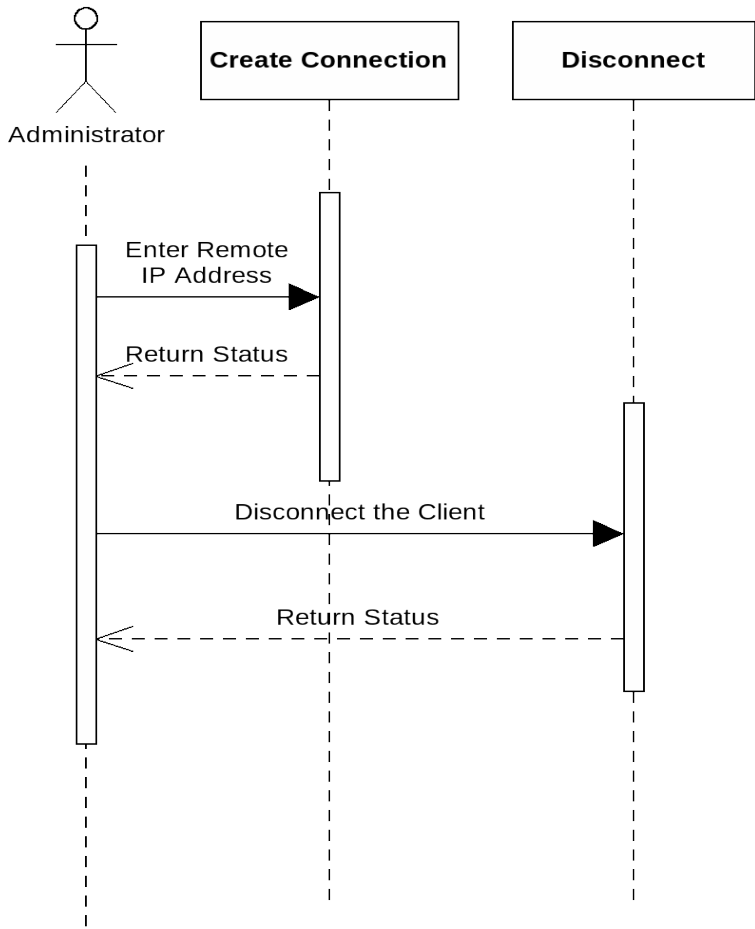 Create Connection
Disconnect
Administrator
Enter Remote
IP Address
Return Status
Disconnect the Client
Return Status